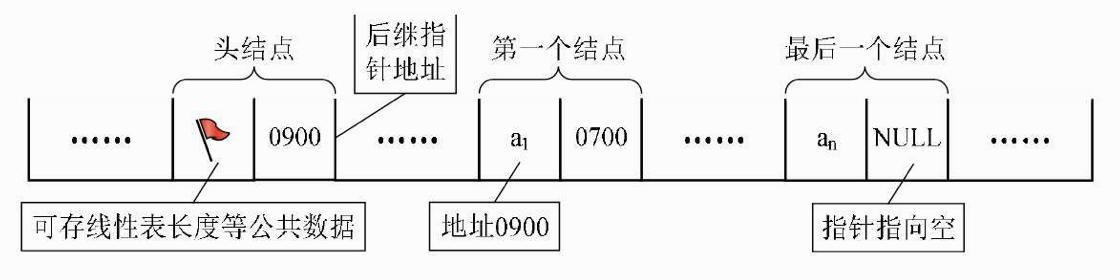 后继指
针地址
头结点
第一个结点
最后一个结点
...... 0900 ...... a₁ 0700 ...... aₙ NULL ......
可存线性表长度等公共数据
地址0900
指针指向空